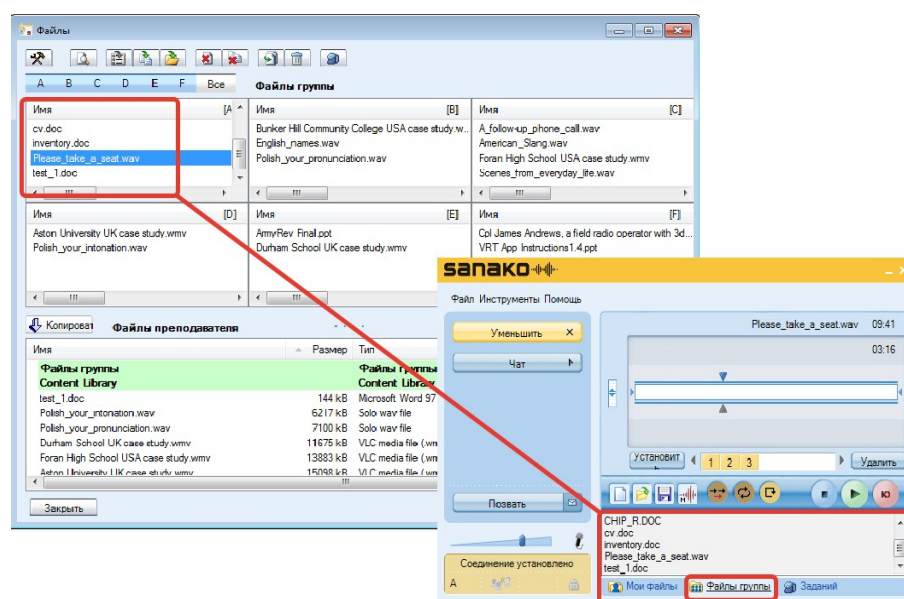 Файлы
A B C D E F Все Файлы группы
Имя [A
cv.doc
inventory.doc
Please_take_a_seat.wav
test_1.doc
Имя [B]
Bunker Hill Community College USA case study.w...
English_names.wav
Polish_your_pronunciation.wav
Имя [C]
A_follow-up_phone_call.wav
American_Slang.wav
Foran High School USA case study.wmv
Scenes_from_everyday_life.wav
Имя [D]
Aston University UK case study.wmv
Polish_your_intonation.wav
Имя [E]
ArmyRev Final.ppt
Durham School UK case study.wmv
Имя [F]
Cpl James Andrews, a field radio operator with 3d...
VRT App Instructions1.4.ppt
Копироват Файлы преподавателя
Имя Размер Тип
Файлы группы Файлы группы
Content Library Content Library
test_1.doc 144 kB Microsoft Word 97
Polish_your_intonation.wav 6217 kB Solo wav file
Polish_your_pronunciation.wav 7100 kB Solo wav file
Durham School UK case study.wmv 11675 kB VLC media file (.wn
Foran High School USA case study.wmv 13883 kB VLC media file (.wn
Aston University UK case study.wmv 15098 kB VLC media file (.wn
Закрыть
sanako
Файл Инструменты Помощь
Уменьшить X
Чат
Позвать
Соединение установлено
A
Please_take_a_seat.wav 09:41
03:16
Установит 1 2 3 Удалить
Ю
CHIP_R.DOC
cv.doc
inventory.doc
Please_take_a_seat.wav
test_1.doc
Мои файлы Файлы группы Заданий